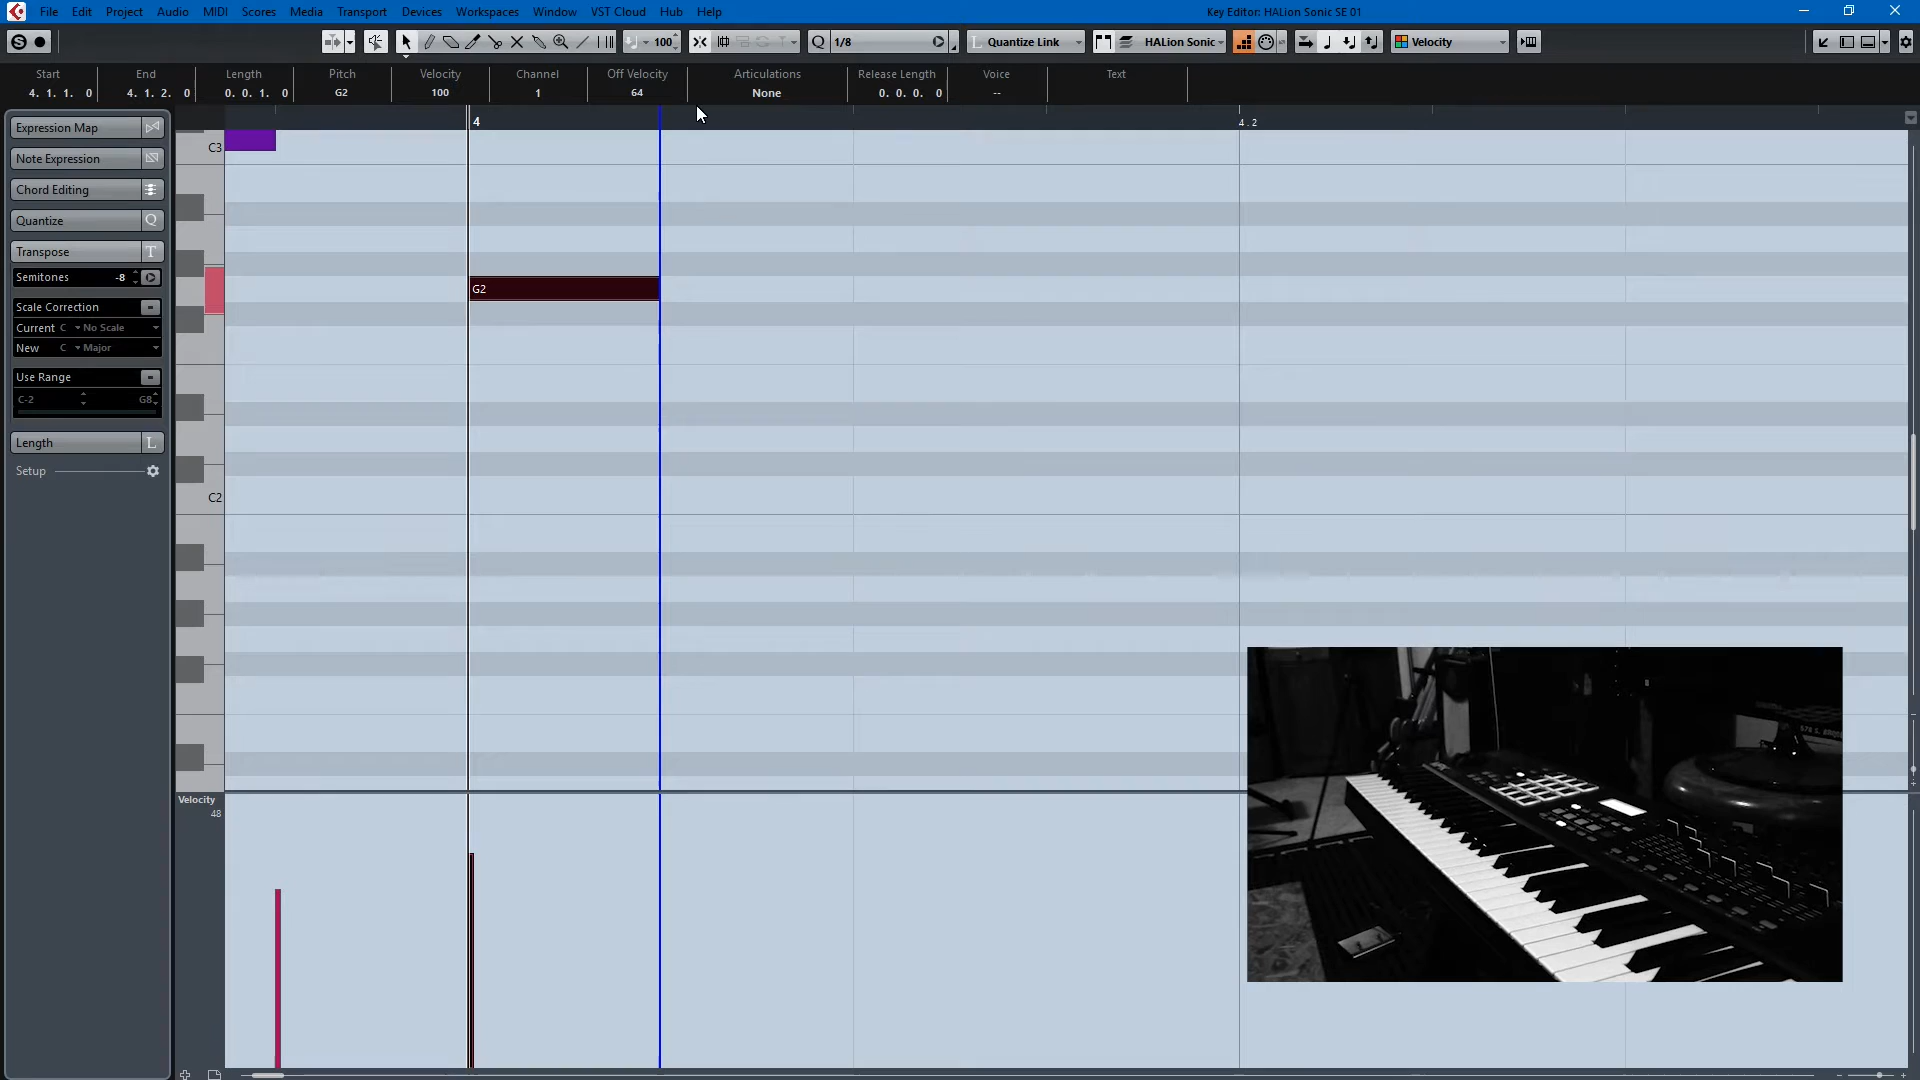 File Edit Project Audio MIDI Scores Media Transport Devices Workspaces Window VST Cloud Hub Help
Key Editor: HALion Sonic SE 01
100 Q 1/8 L Quantize Link HALion Sonic Velocity
Start End Length Pitch Velocity Channel Off Velocity Articulations Release Length Voice Text
4. 1. 1. 0 4. 1. 2. 0 0. 0. 1. 0 G2 100 1 64 None 0. 0. 0. 0 --
4 4.2
Expression Map
Note Expression
Chord Editing
Quantize Q
Transpose T
Semitones -8
Scale Correction
Current C No Scale
New C Major
Use Range
C-2 G8
Length L
Setup
C3
G2
C2
Velocity
48